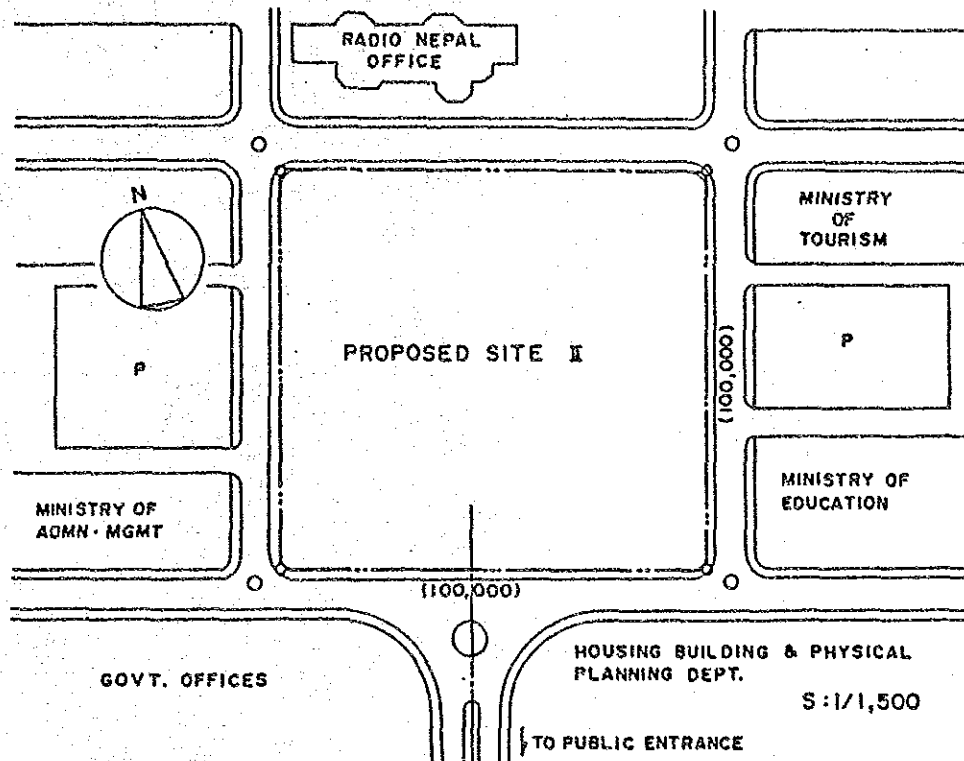 RADIO NEPAL
OFFICE
N
MINISTRY
OF
TOURISM
PROPOSED SITE II
(100,000)
P
P
MINISTRY OF
ADMN. MGMT
MINISTRY OF
EDUCATION
(100,000)
GOVT. OFFICES
HOUSING BUILDING & PHYSICAL
PLANNING DEPT.
S:1/1,500
TO PUBLIC ENTRANCE